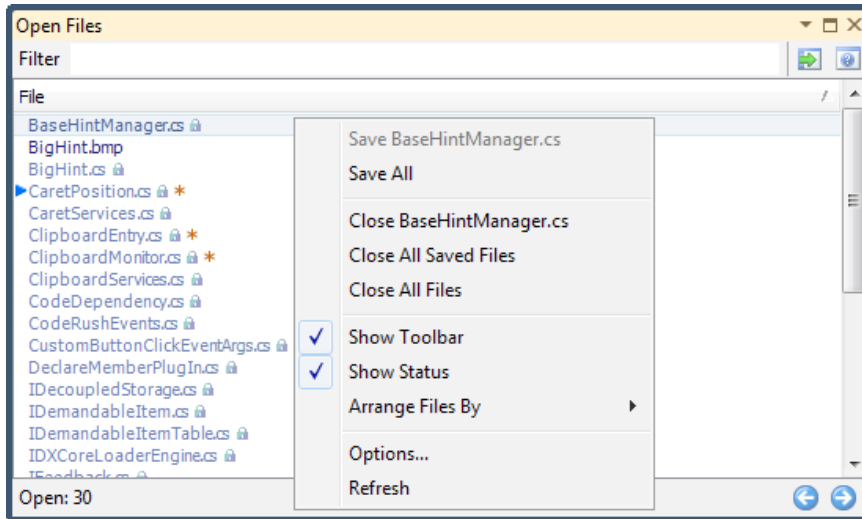 Open Files
Filter
File
BaseHintManager.cs
BigHint.bmp
BigHint.cs
CaretPosition.cs *
CaretServices.cs
ClipboardEntry.cs *
ClipboardMonitor.cs *
ClipboardServices.cs
CodeDependency.cs
CodeRushEvents.cs
CustomButtonClickEventArgs.cs
DeclareMemberPlugIn.cs
IDecoupledStorage.cs
IDemandableItem.cs
IDemandableItemTable.cs
IDXCoreLoaderEngine.cs
IFeedback.cs
Save BaseHintManager.cs
Save All
Close BaseHintManager.cs
Close All Saved Files
Close All Files
Show Toolbar
Show Status
Arrange Files By
Options...
Refresh
Open: 30